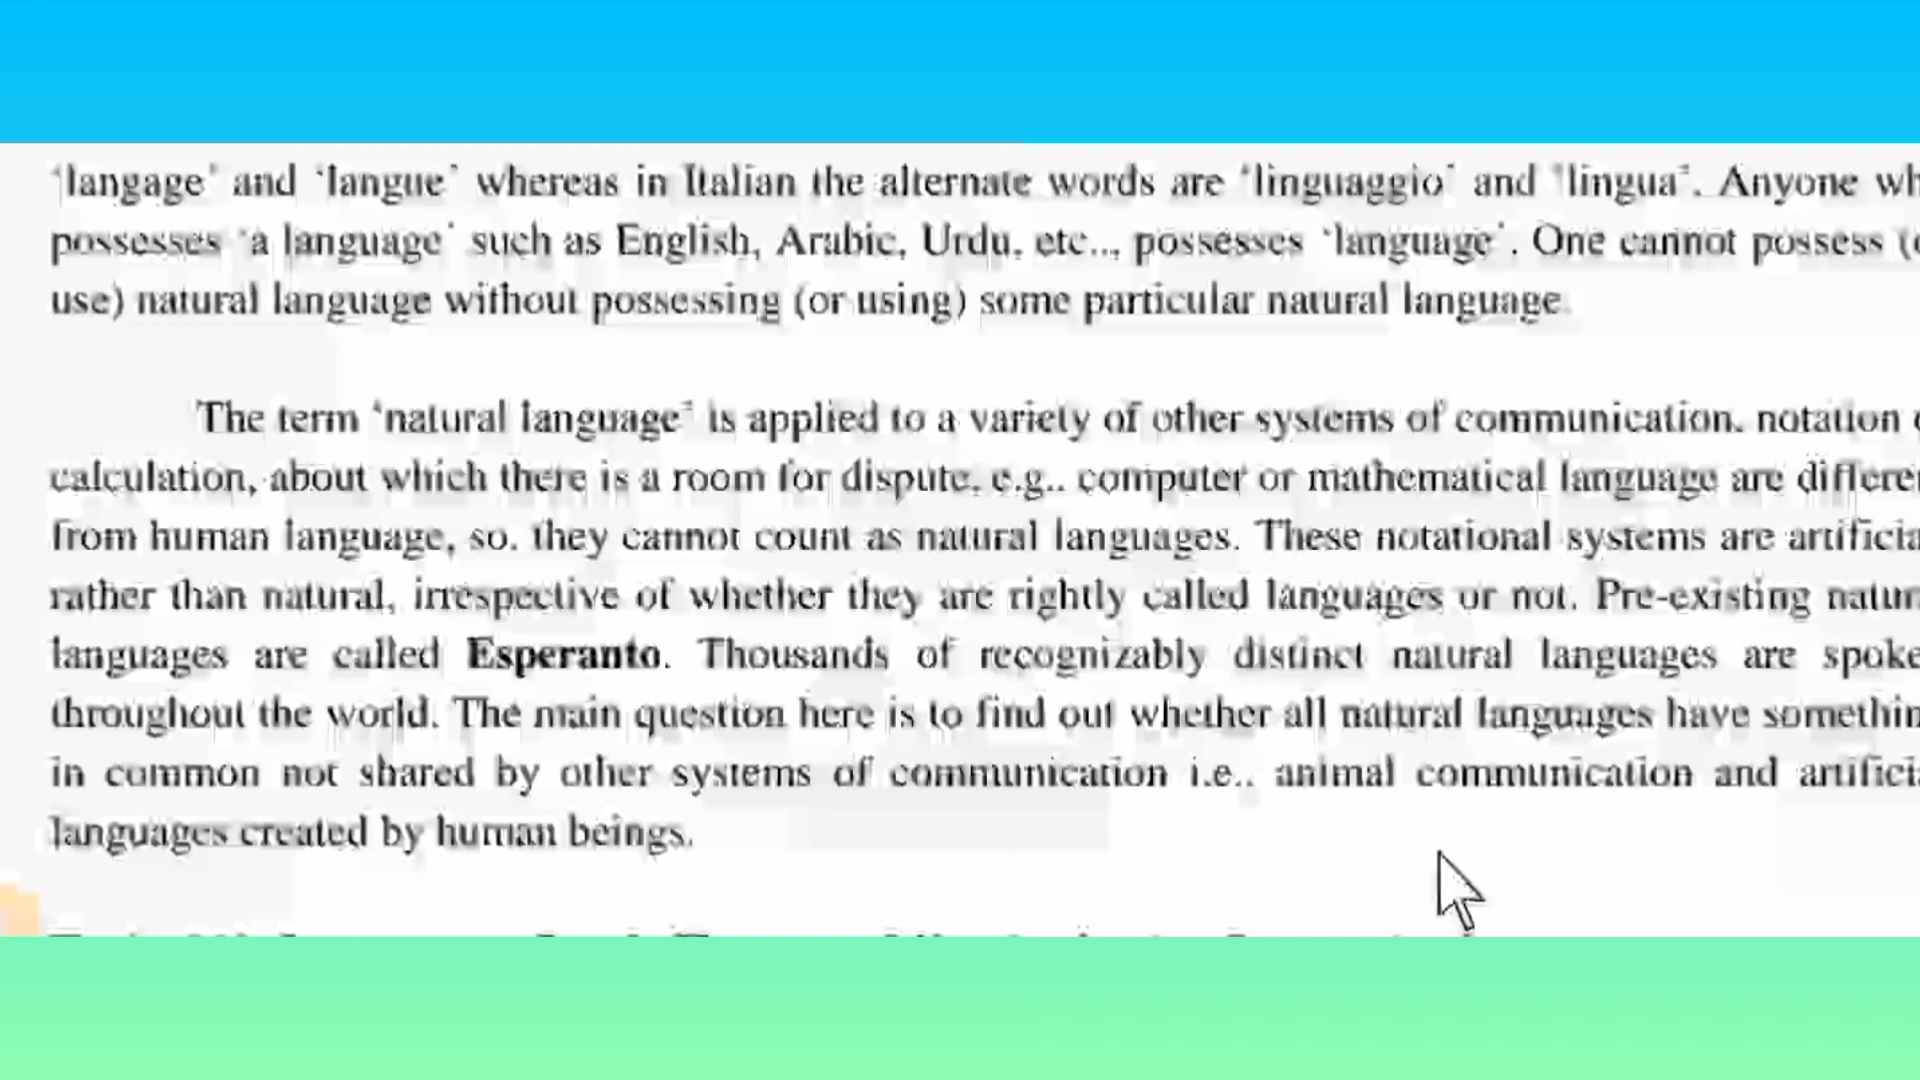 'langage' and 'langue' whereas in Italian the alternate words are 'linguaggio' and 'lingua'. Anyone wh
possesses 'a language' such as English, Arabic, Urdu, etc.., possesses 'language'. One cannot possess (
use) natural language without possessing (or using) some particular natural language.
The term 'natural language' is applied to a variety of other systems of communication, notation
calculation, about which there is a room for dispute, e.g., computer or mathematical language are differe
from human language, so, they cannot count as natural languages. These notational systems are artificia
rather than natural, irrespective of whether they are rightly called languages or not. Pre-existing natur
languages are called Esperanto. Thousands of recognizably distinct natural languages are spoke
throughout the world. The main question here is to find out whether all natural languages have somethin
in common not shared by other systems of communication i.e., animal communication and artificia
languages created by human beings.